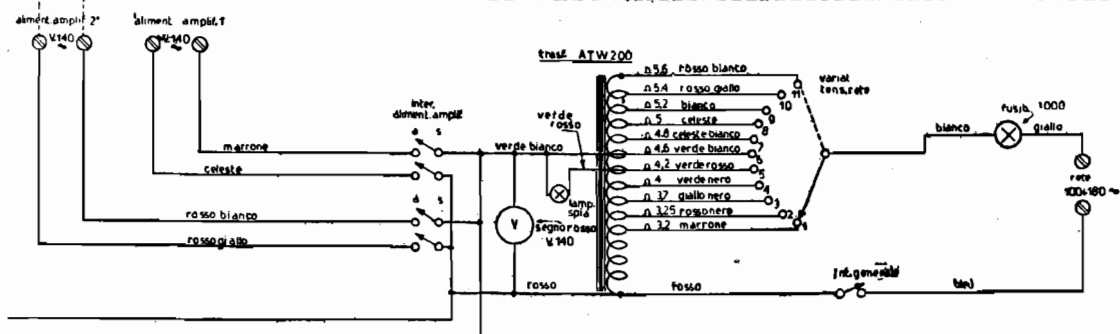 aliment. amplif. 2°
V.140
aliment. amplif. 1
V.140
marrone
celeste
rosso bianco
rosso giallo
inter.
aliment. amplif.
a s
a s
verde bianco
verde
rosso
lamp.
spia
V
segno rosso
V.140
rosso
trasf. ATW200
n 5,6 rosso bianco
n 5,4 rosso giallo
n 5,2 bianco
n 5 celeste
n 4,8 celeste bianco
n 4,6 verde bianco
n 4,2 verde rosso
n 4 verde nero
n 3,7 giallo nero
n 3,25 rosso nero
n 3,2 marrone
11
10
9
8
7
6
5
4
3
2
1
variat.
tens. rete
rosso
int. generale
bleu
bianco
fusib. 1000
giallo
rete
100÷180 ~